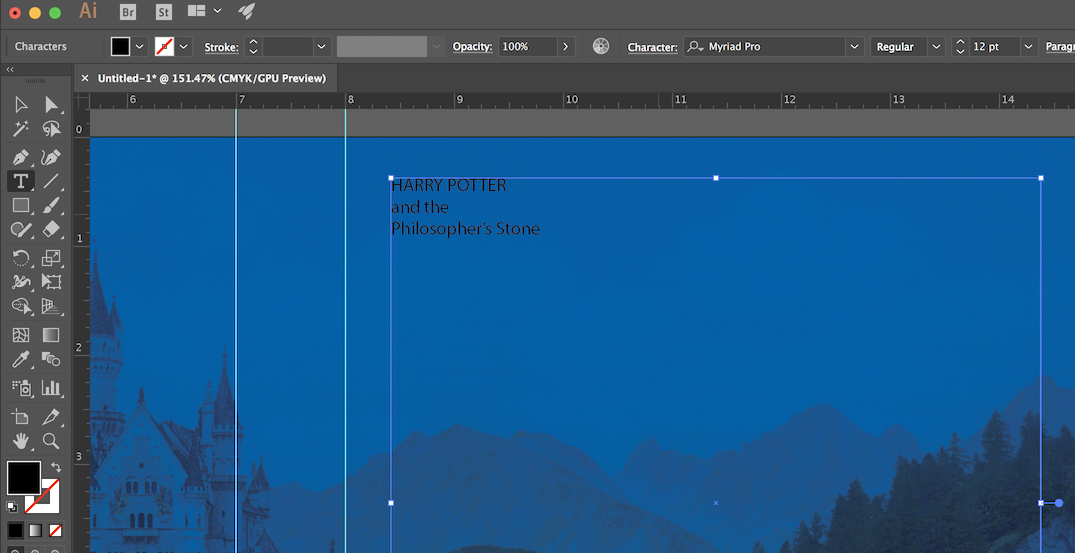 Ai Br St
Characters Stroke: Opacity: 100% Character: Myriad Pro Regular 12 pt Paragr
× Untitled-1* @ 151.47% (CMYK/GPU Preview)
6 7 8 9 10 11 12 13 14
0
HARRY POTTER
and the
Philosopher's Stone
1
2
3